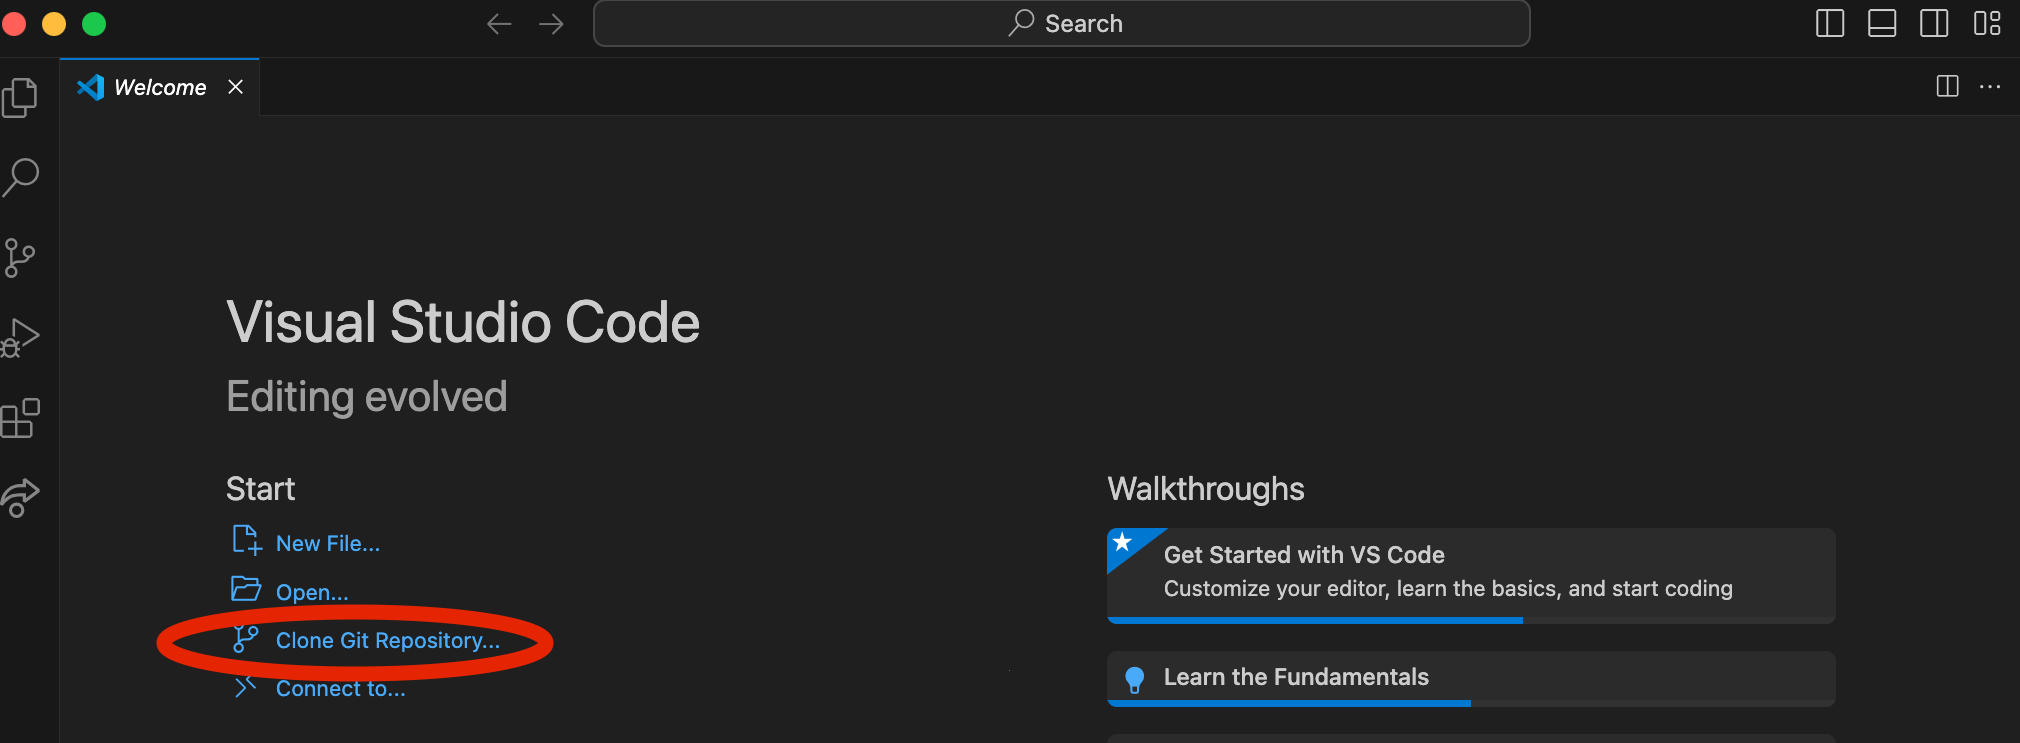 Search
Welcome
Visual Studio Code
Editing evolved
Start
New File...
Open...
Clone Git Repository...
Connect to...
Walkthroughs
Get Started with VS Code
Customize your editor, learn the basics, and start coding
Learn the Fundamentals